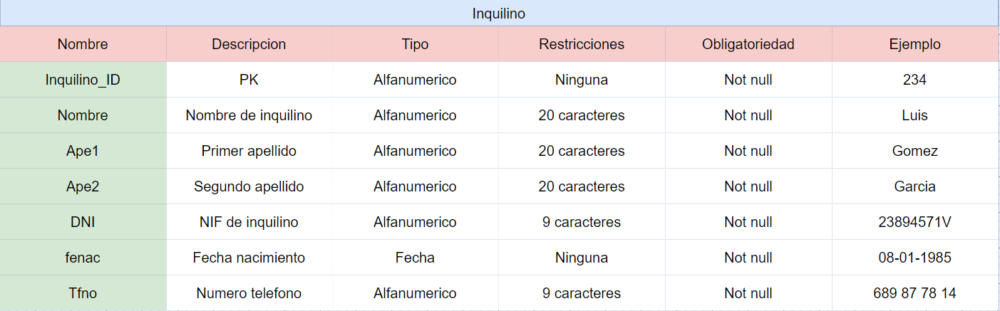 Inquilino
Nombre Descripcion Tipo Restricciones Obligatoriedad Ejemplo
Inquilino_ID PK Alfanumerico Ninguna Not null 234
Nombre Nombre de inquilino Alfanumerico 20 caracteres Not null Luis
Ape1 Primer apellido Alfanumerico 20 caracteres Not null Gomez
Ape2 Segundo apellido Alfanumerico 20 caracteres Not null Garcia
DNI NIF de inquilino Alfanumerico 9 caracteres Not null 23894571V
fenac Fecha nacimiento Fecha Ninguna Not null 08-01-1985
Tfno Numero telefono Alfanumerico 9 caracteres Not null 689 87 78 14